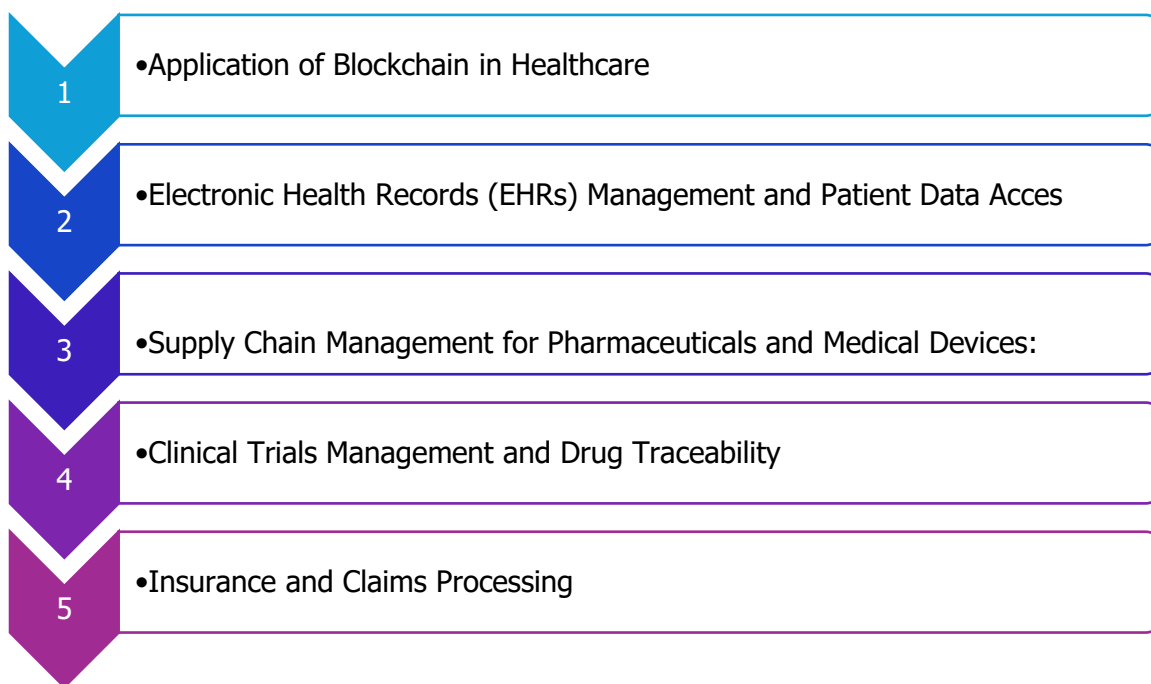 1
•Application of Blockchain in Healthcare
2
•Electronic Health Records (EHRs) Management and Patient Data Acces
3
•Supply Chain Management for Pharmaceuticals and Medical Devices:
4
•Clinical Trials Management and Drug Traceability
5
•Insurance and Claims Processing